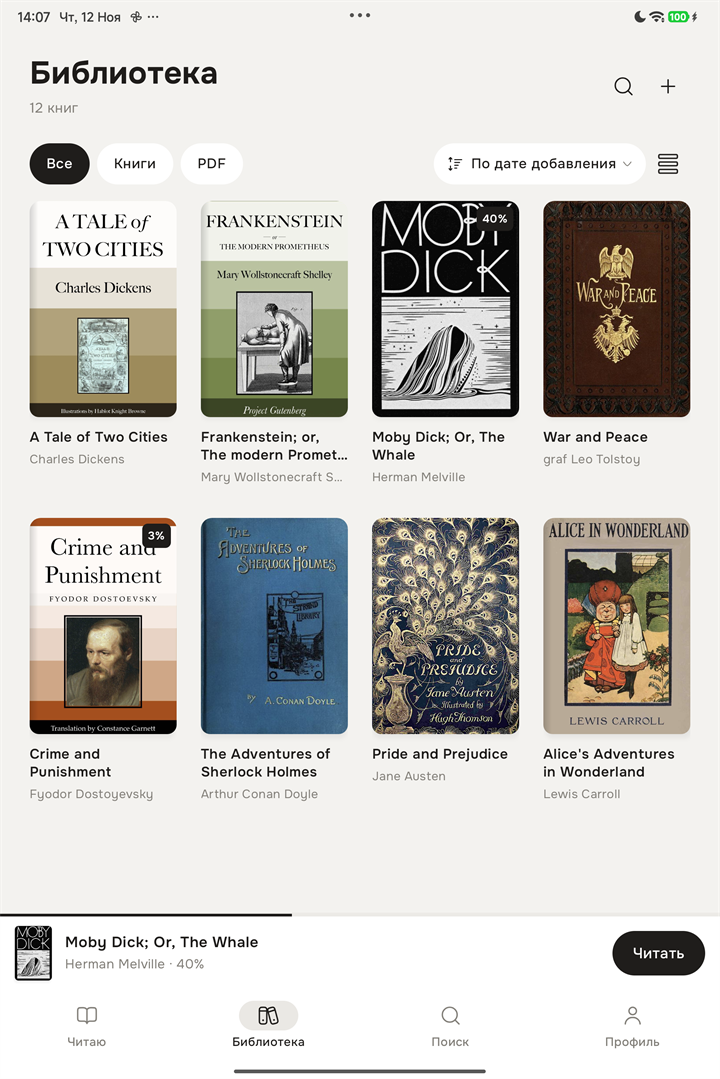 14:07 Чт, 12 Ноя
100
Библиотека
12 книг
Все
Книги
PDF
По дате добавления
A TALE of
TWO CITIES
Charles Dickens
Illustrations by Hablot Knight Browne
FRANKENSTEIN
or
THE MODERN PROMETHEUS
Mary Wollstonecraft Shelley
Project Gutenberg
MOBY
DICK
40%
WAR AND PEACE
A Tale of Two Cities
Charles Dickens
Frankenstein; or,
The modern Promet...
Mary Wollstonecraft S...
Moby Dick; Or, The
Whale
Herman Melville
War and Peace
graf Leo Tolstoy
Crime and
Punishment
FYODOR DOSTOEVSKY
Translation by Constance Garnett
3%
THE
ADVENTURES OF
SHERLOCK HOLMES
THE STRAND
LIBRARY
BY A. CONAN DOYLE
PRIDE
and
PREJUDICE
by
Jane Austen
Illustrated by
Hugh Thomson
ALICE IN WONDERLAND
LEWIS CARROLL
Crime and
Punishment
Fyodor Dostoyevsky
The Adventures of
Sherlock Holmes
Arthur Conan Doyle
Pride and Prejudice
Jane Austen
Alice's Adventures
in Wonderland
Lewis Carroll
MOBY
DICK
Moby Dick; Or, The Whale
Herman Melville · 40%
Читать
Читаю
Библиотека
Поиск
Профиль